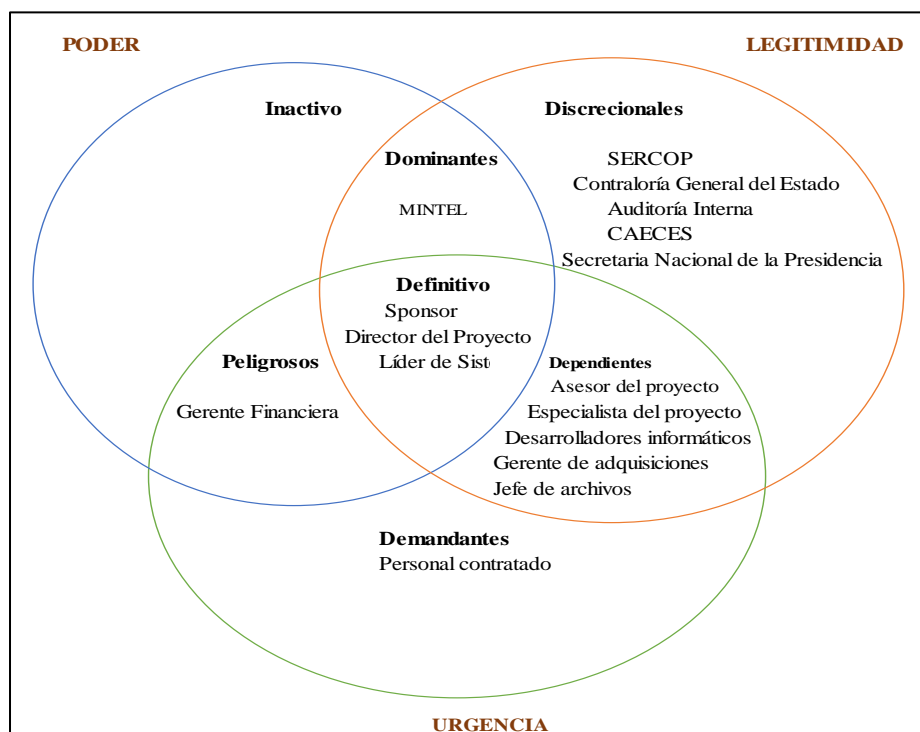 PODER
LEGITIMIDAD
Inactivo
Discrecionales
Dominantes
SERCOP
Contraloría General del Estado
MINTEL
Auditoría Interna
CAECES
Secretaria Nacional de la Presidencia
Definitivo
Sponsor
Director del Proyecto
Líder de Sist
Peligrosos
Gerente Financiera
Dependientes
Asesor del proyecto
Especialista del proyecto
Desarrolladores informáticos
Gerente de adquisiciones
Jefe de archivos
Demandantes
Personal contratado
URGENCIA